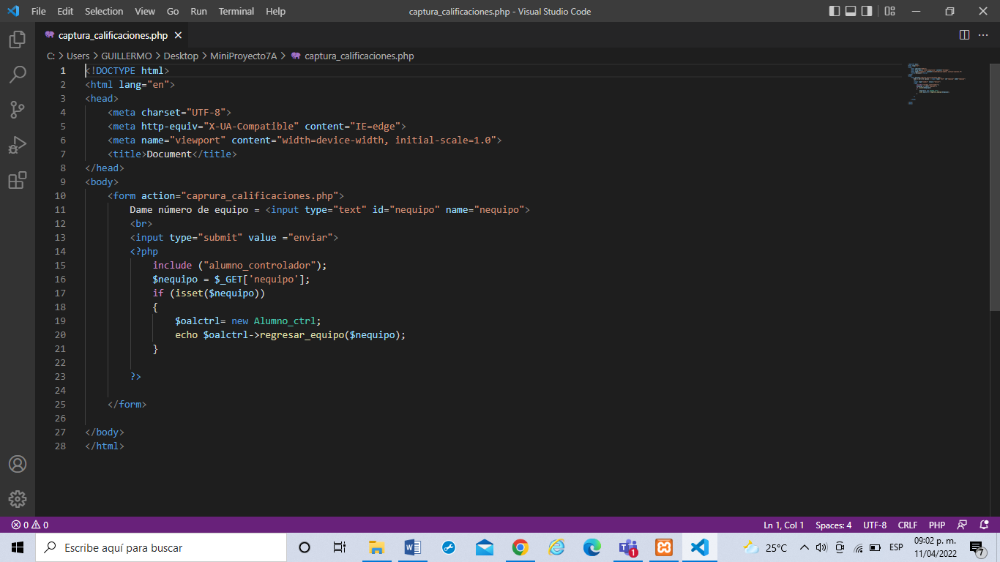 File Edit Selection View Go Run Terminal Help captura_calificaciones.php - Visual Studio Code
captura_calificaciones.php
C: > Users > GUILLERMO > Desktop > MiniProyecto7A > captura_calificaciones.php
1 <!DOCTYPE html>
2 <html lang="en">
3 <head>
4 <meta charset="UTF-8">
5 <meta http-equiv="X-UA-Compatible" content="IE=edge">
6 <meta name="viewport" content="width=device-width, initial-scale=1.0">
7 <title>Document</title>
8 </head>
9 <body>
10 <form action="caprura_calificaciones.php">
11 Dame número de equipo = <input type="text" id="nequipo" name="nequipo">
12 <br>
13 <input type="submit" value ="enviar">
14 <?php
15 include ("alumno_controlador");
16 $nequipo = $_GET['nequipo'];
17 if (isset($nequipo))
18 {
19 $oalctrl= new Alumno_ctrl;
20 echo $oalctrl->regresar_equipo($nequipo);
21 }
22
23 ?>
24
25 </form>
26
27 </body>
28 </html>
0 0 Ln 1, Col 1 Spaces: 4 UTF-8 CRLF PHP
Escribe aquí para buscar 1 25°C ESP 09:02 p. m.
11/04/2022 7